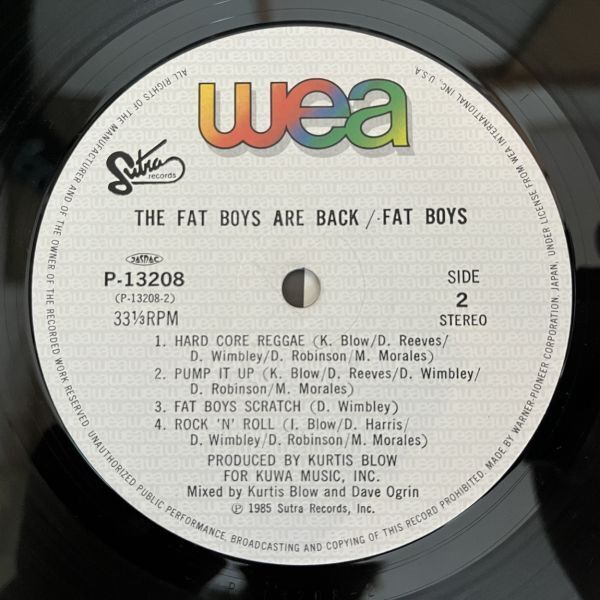 wea
Sutra
records
THE FAT BOYS ARE BACK / FAT BOYS
JASRAC
P-13208
(P-13208-2)
33⅓RPM
SIDE
2
STEREO
1. HARD CORE REGGAE (K. Blow/D. Reeves/
D. Wimbley/D. Robinson/M. Morales)
2. PUMP IT UP (K. Blow/D. Reeves/D. Wimbley/
D. Robinson/M. Morales)
3. FAT BOYS SCRATCH (D. Wimbley)
4. ROCK 'N' ROLL (I. Blow/D. Harris/
D. Wimbley/D. Robinson/M. Morales)
PRODUCED BY KURTIS BLOW
FOR KUWA MUSIC, INC.
Mixed by Kurtis Blow and Dave Ogrin
℗ 1985 Sutra Records, Inc.
ALL RIGHTS OF THE MANUFACTURER AND OF THE OWNER OF THE RECORDED WORK RESERVED. UNAUTHORIZED PUBLIC PERFORMANCE, BROADCASTING AND COPYING OF THIS RECORD PROHIBITED. MADE BY WARNER-PIONEER CORPORATION, JAPAN, UNDER LICENSE FROM WEA INTERNATIONAL INC., U.S.A